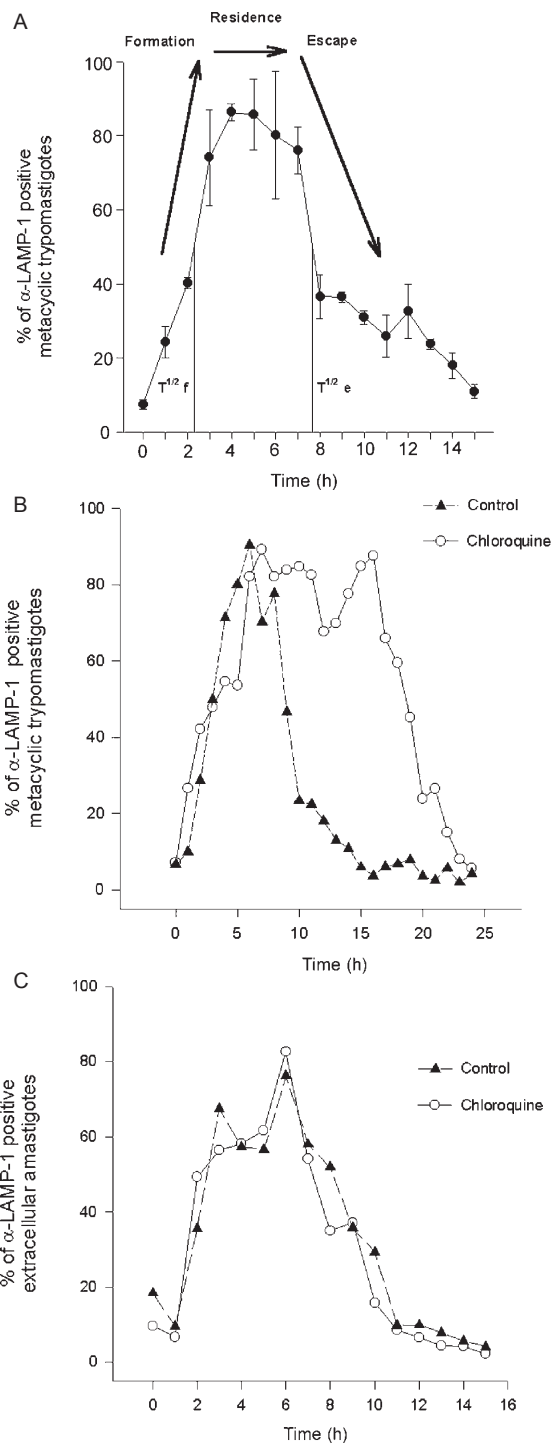 A
Residence
Formation
Escape
% of α-LAMP-1 positive
metacyclic trypomastigotes
100
80
60
40
20
0
T1/2 f
T1/2 e
0 2 4 6 8 10 12 14
Time (h)
B
Control
Chloroquine
% of α-LAMP-1 positive
metacyclic trypomastigotes
100
80
60
40
20
0
0 5 10 15 20 25
Time (h)
C
Control
Chloroquine
% of α-LAMP-1 positive
extracellular amastigotes
100
80
60
40
20
0
0 2 4 6 8 10 12 14 16
Time (h)